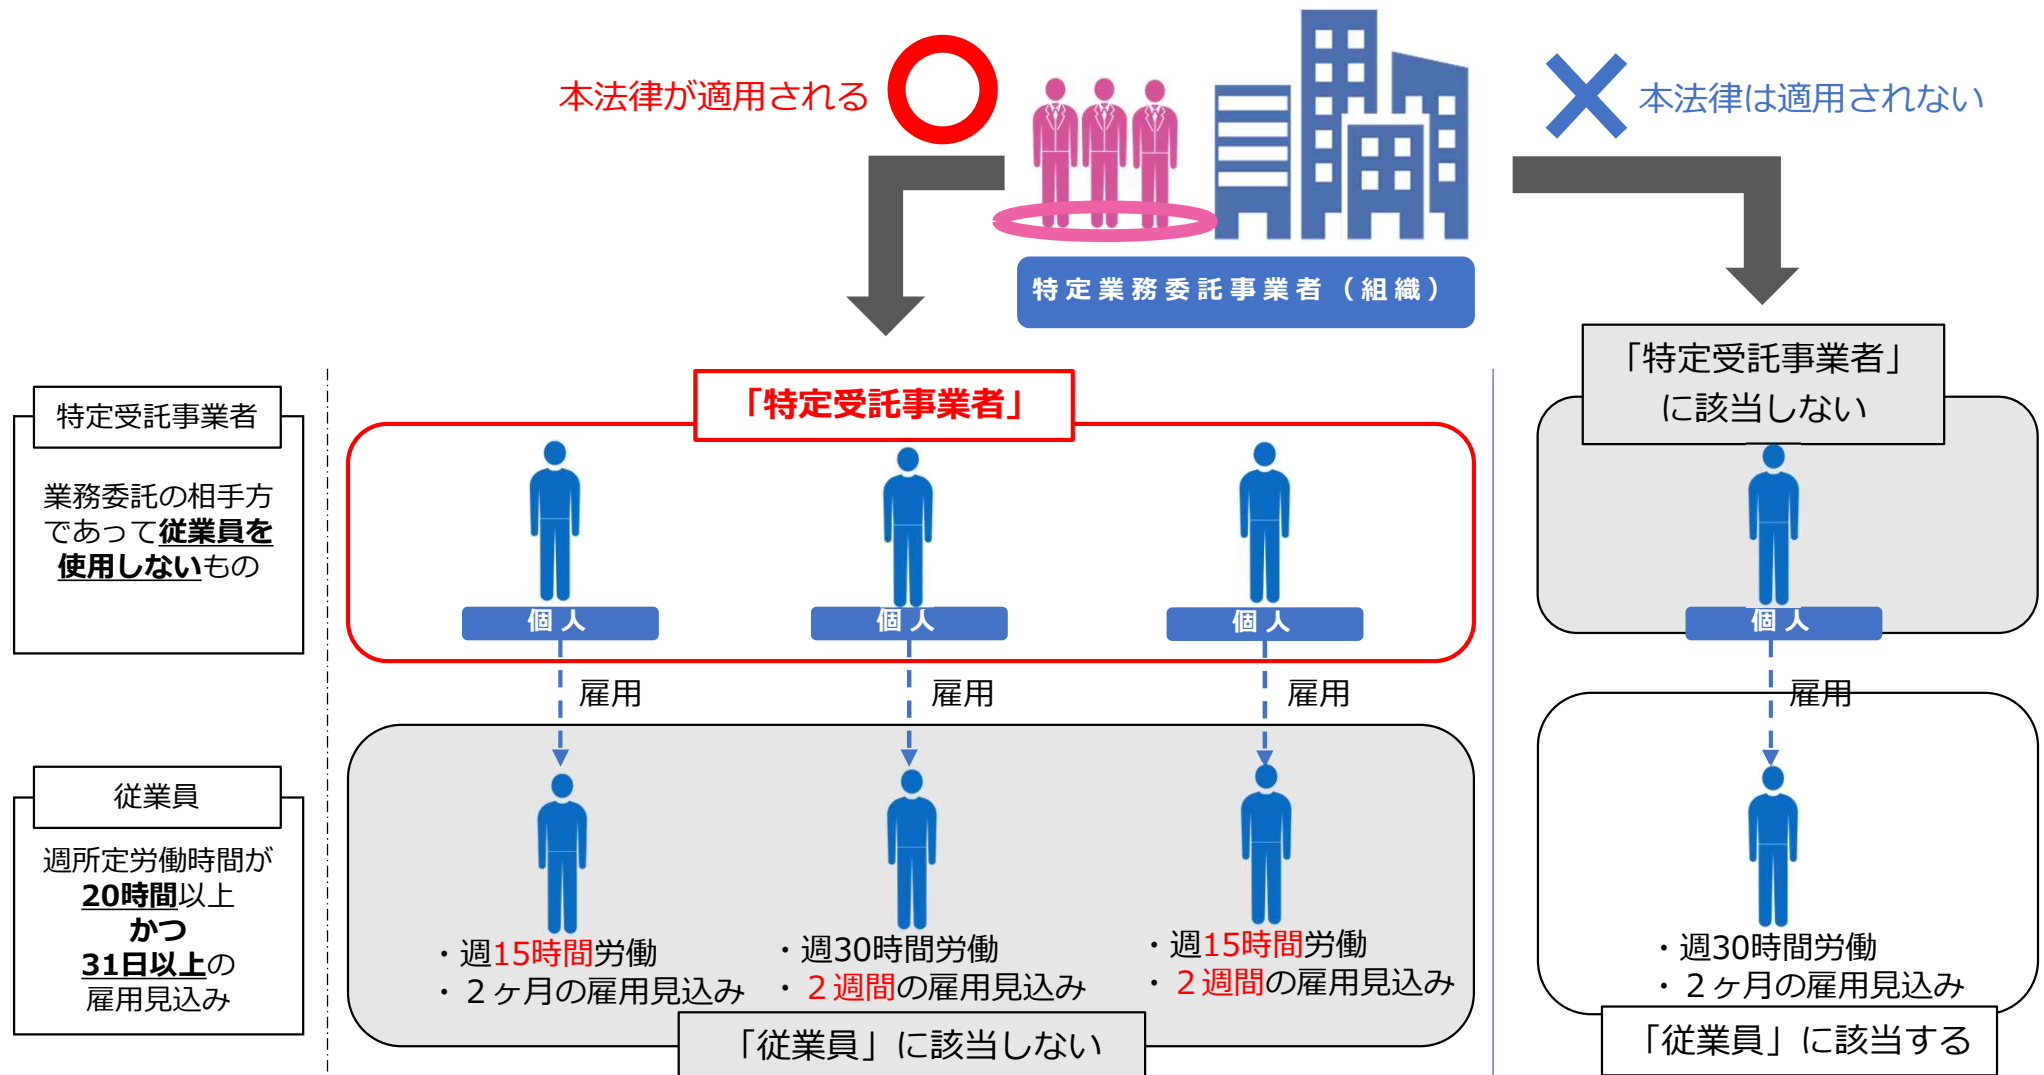 本法律が適用される
本法律は適用されない
特定業務委託事業者（組織）
特定受託事業者
業務委託の相手方
であって従業員を
使用しないもの
「特定受託事業者」
個人
個人
個人
「特定受託事業者」
に該当しない
個人
雇用
雇用
雇用
雇用
従業員
週所定労働時間が
20時間以上
かつ
31日以上の
雇用見込み
・週15時間労働
・２ヶ月の雇用見込み
・週30時間労働
・２週間の雇用見込み
・週15時間労働
・２週間の雇用見込み
「従業員」に該当しない
・週30時間労働
・２ヶ月の雇用見込み
「従業員」に該当する